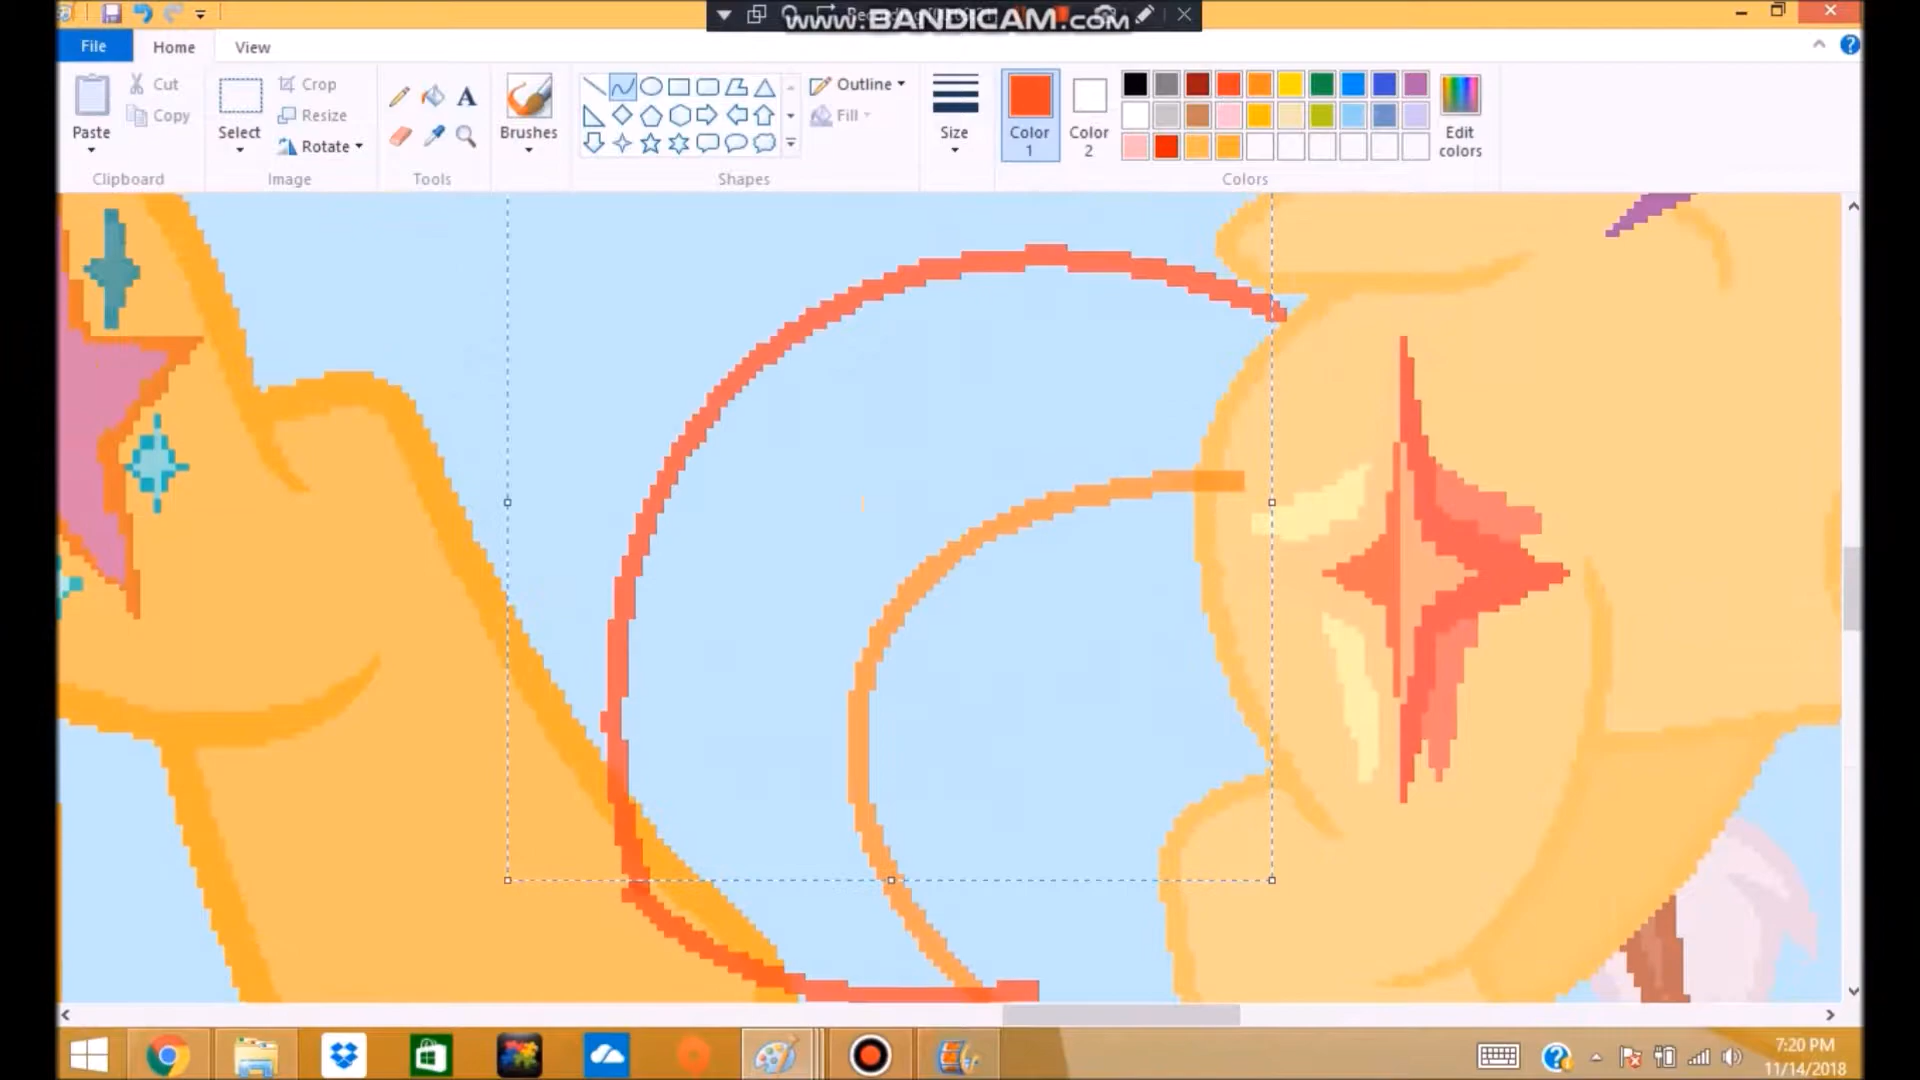 www.BANDICAM.com
File Home View
Paste
Cut
Copy
Clipboard
Select
Crop
Resize
Rotate
Image
Tools
Brushes
Outline
Fill
Shapes
Size
Color 1
Color 2
Edit colors
Colors
7:20 PM
11/14/2018